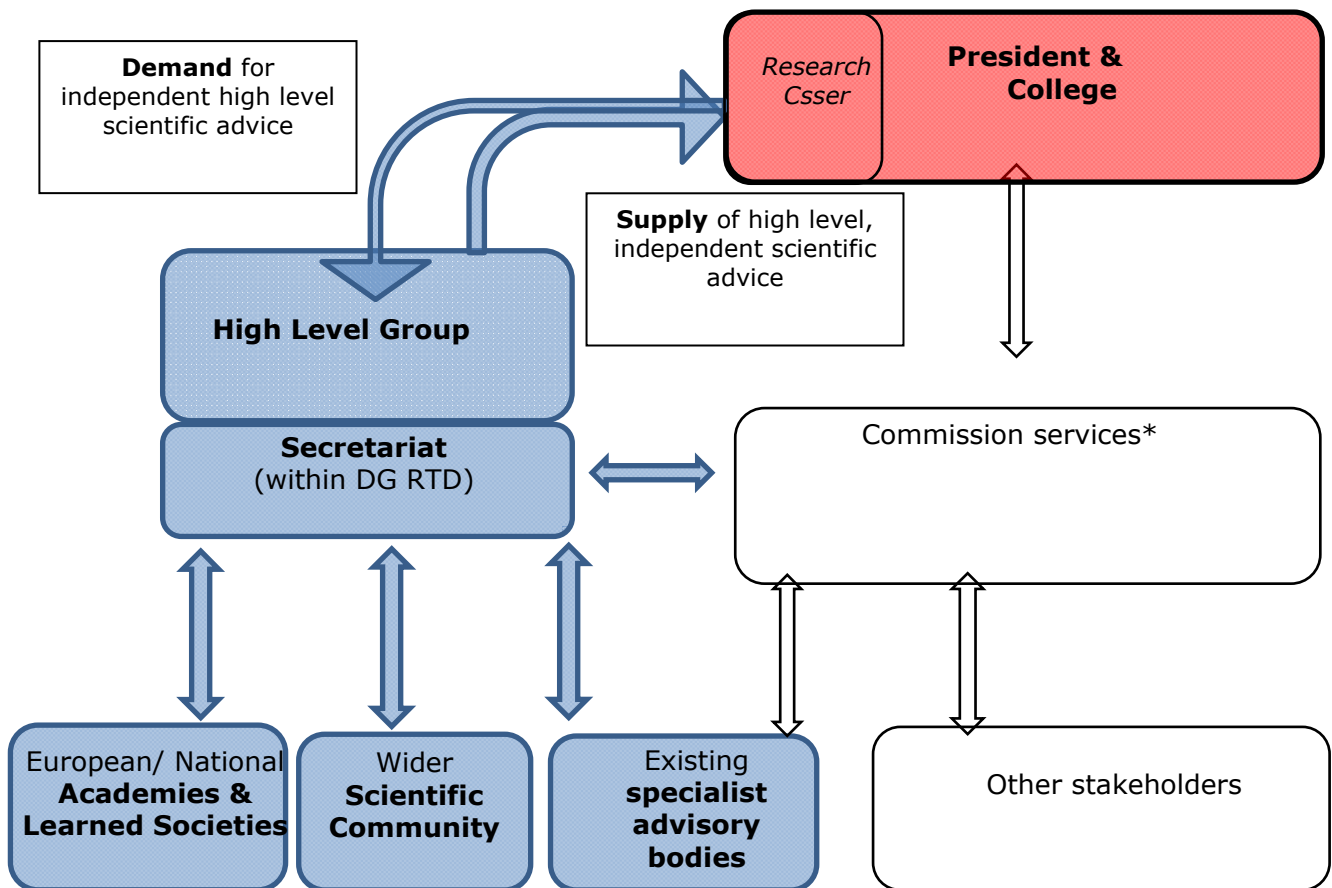 Demand for
independent high level
scientific advice
Research
Csser
President &
College
Supply of high level,
independent scientific
advice
High Level Group
Secretariat
(within DG RTD)
Commission services*
European/ National
Academies &
Learned Societies
Wider
Scientific
Community
Existing
specialist
advisory
bodies
Other stakeholders